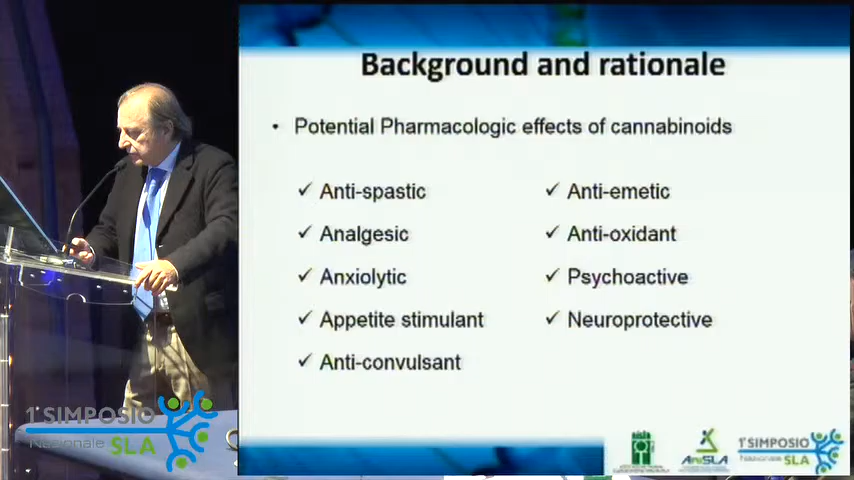 Background and rationale
• Potential Pharmacologic effects of cannabinoids
✓ Anti-spastic
✓ Analgesic
✓ Anxiolytic
✓ Appetite stimulant
✓ Anti-convulsant
✓ Anti-emetic
✓ Anti-oxidant
✓ Psychoactive
✓ Neuroprotective
1°SIMPOSIO
Nazionale SLA
AriSLA
1°SIMPOSIO
Nazionale SLA